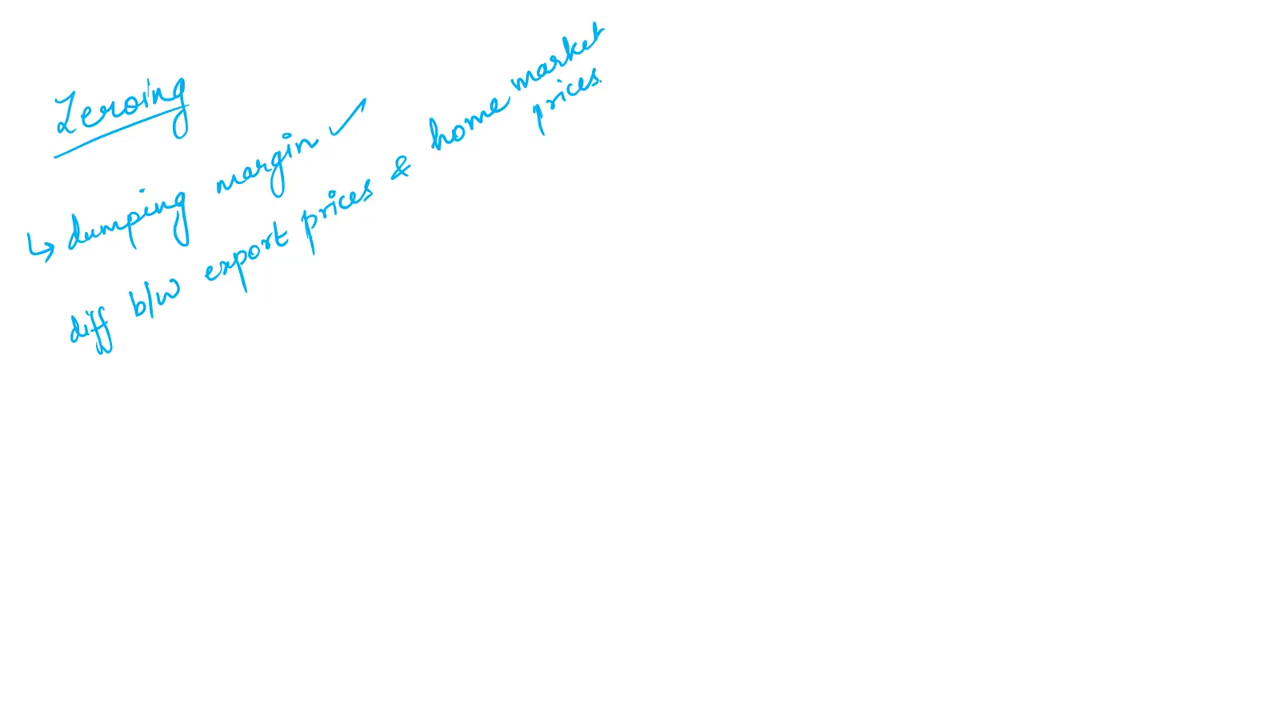 Zeroing
↳ dumping margin ✓
diff b/w export prices & home market
prices.